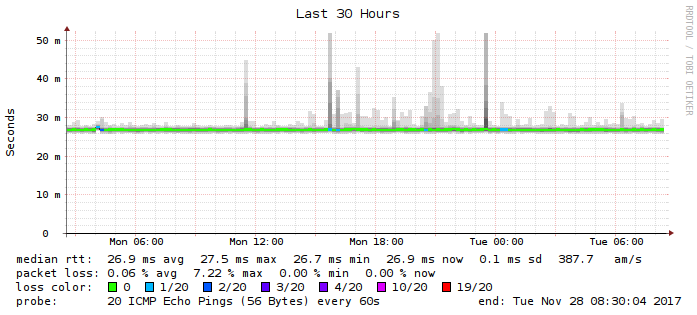 Last 30 Hours
RRDTOOL / TOBI OETIKER
Seconds
50 m
40 m
30 m
20 m
10 m
0
Mon 06:00 Mon 12:00 Mon 18:00 Tue 00:00 Tue 06:00
median rtt: 26.9 ms avg 27.5 ms max 26.7 ms min 26.9 ms now 0.1 ms sd 387.7 am/s
packet loss: 0.06 % avg 7.22 % max 0.00 % min 0.00 % now
loss color: 0 1/20 2/20 3/20 4/20 10/20 19/20
probe: 20 ICMP Echo Pings (56 Bytes) every 60s end: Tue Nov 28 08:30:04 2017